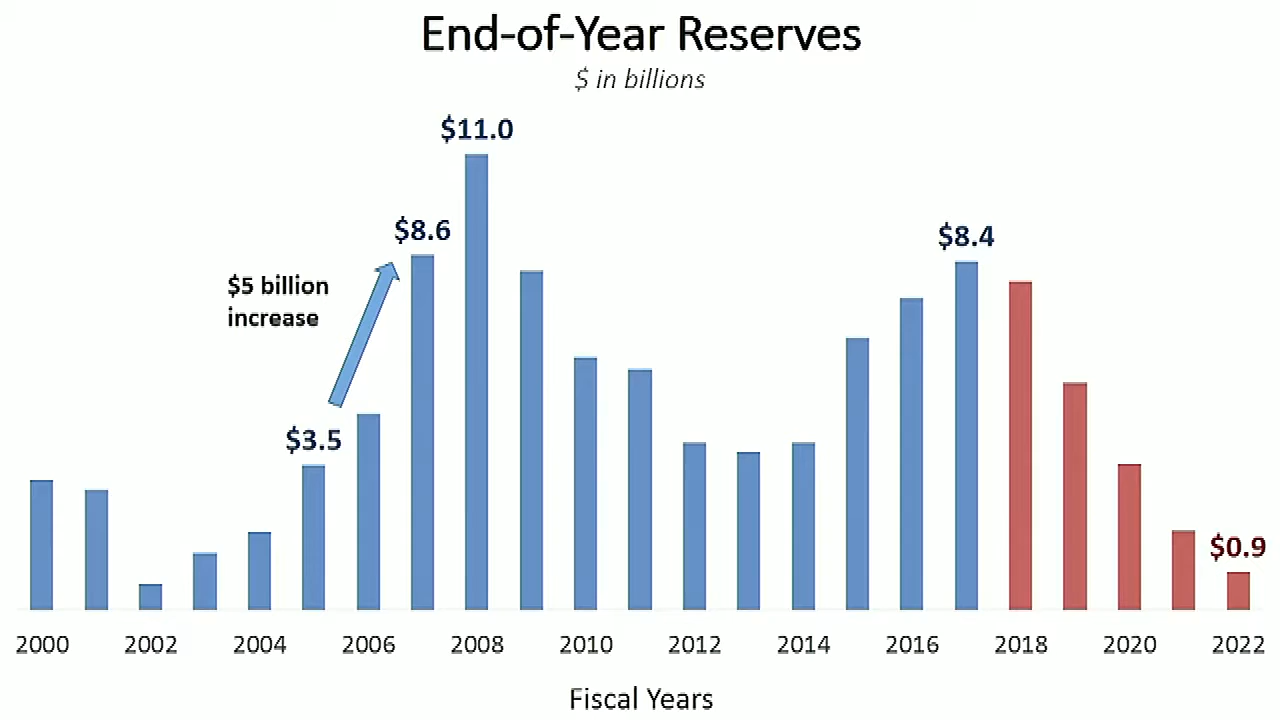 End-of-Year Reserves
$ in billions
$11.0
$8.6
$8.4
$5 billion
increase
$3.5
$0.9
2000 2002 2004 2006 2008 2010 2012 2014 2016 2018 2020 2022
Fiscal Years